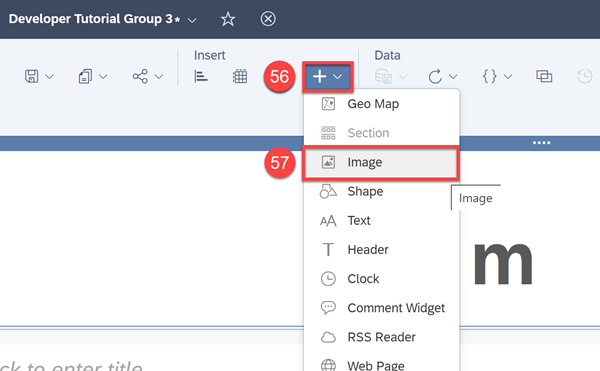 Developer Tutorial Group 3*
Insert
Data
56
Geo Map
Section
57
Image
Shape
Image
Text
Header
m
Clock
Comment Widget
RSS Reader
Web Page
ck to enter title